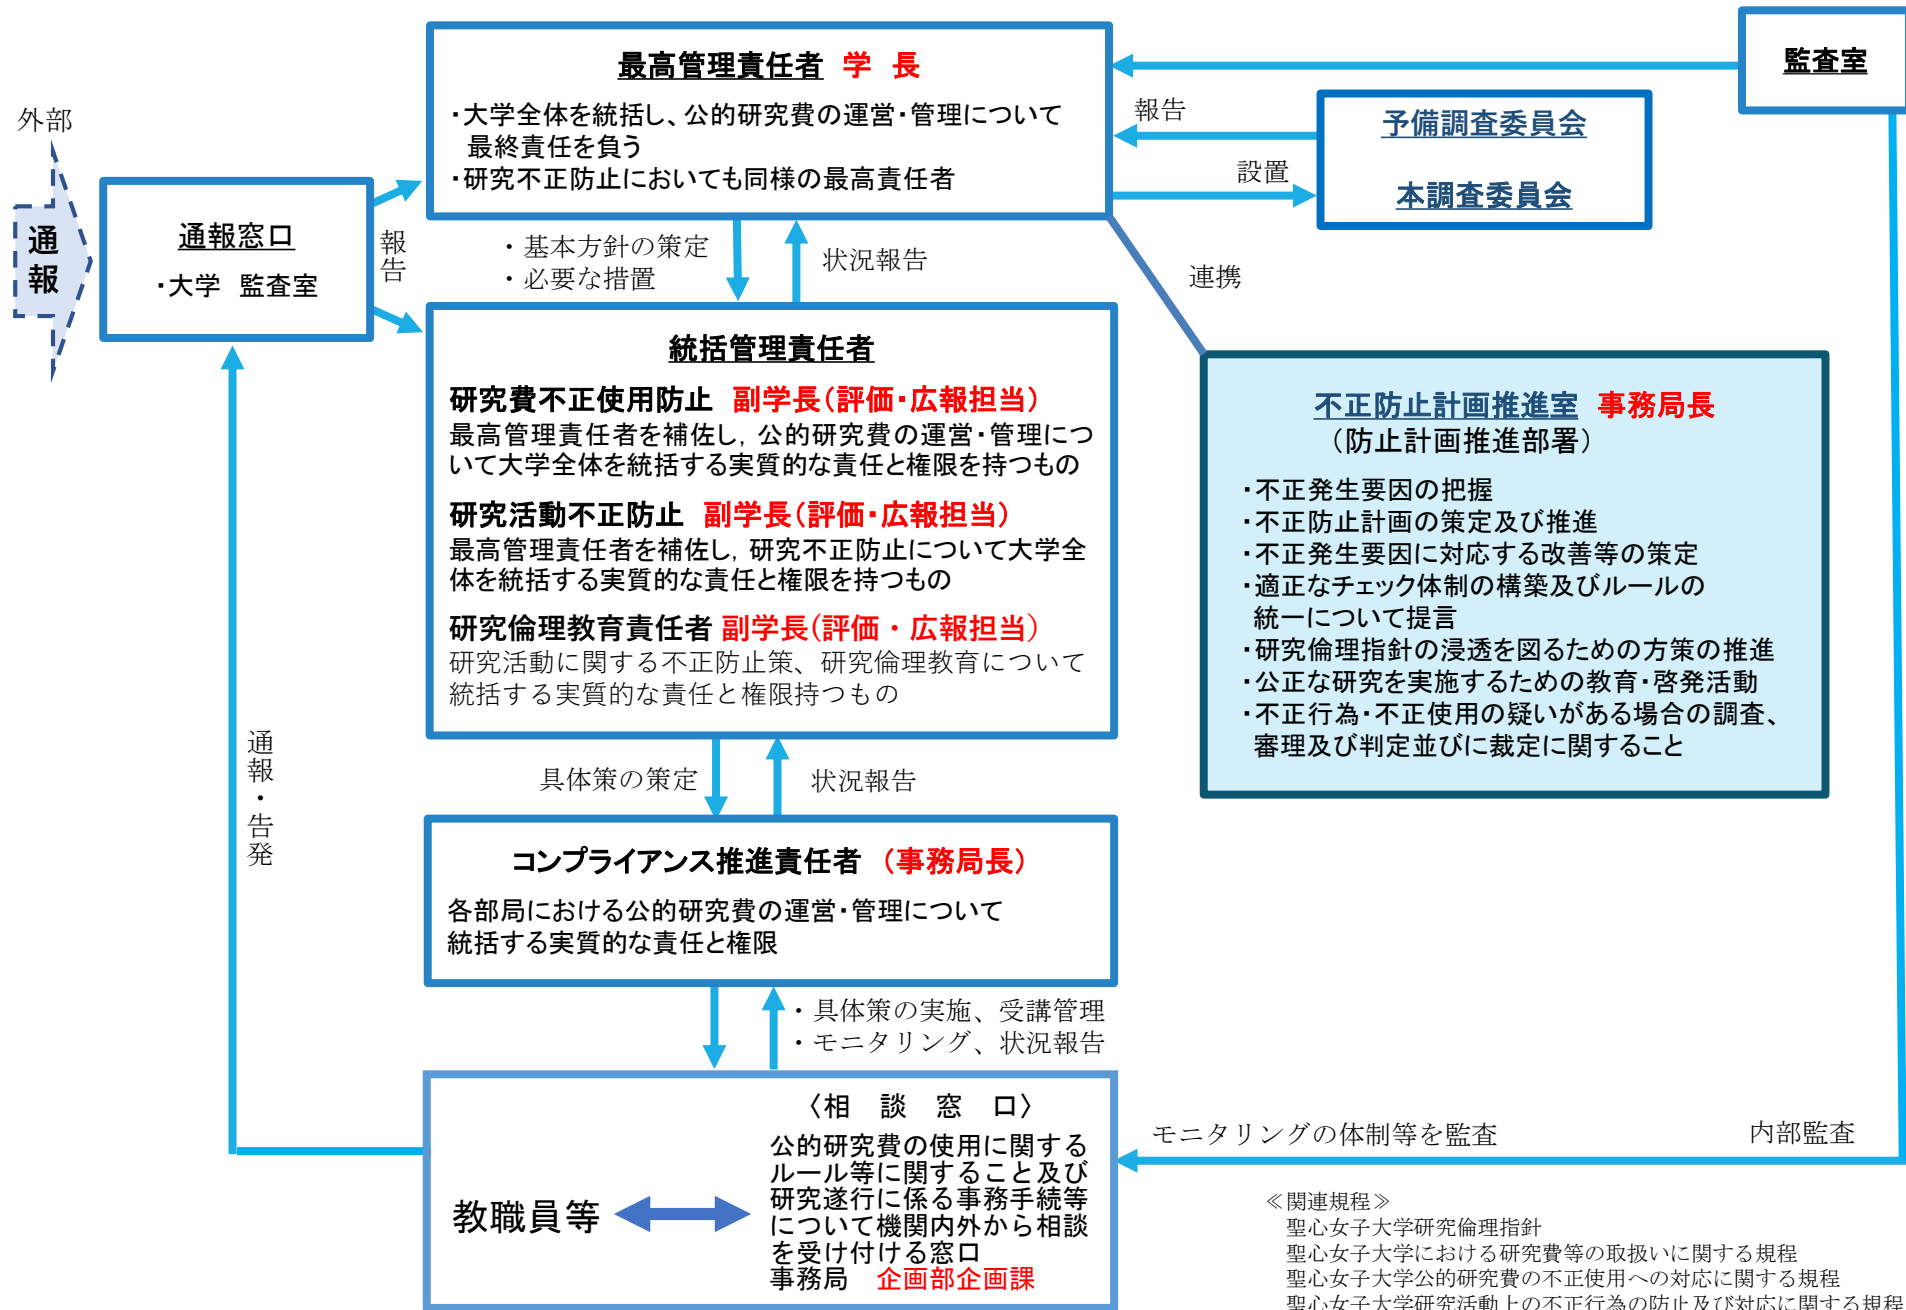 監査室
最高管理責任者 学 長
・大学全体を統括し、公的研究費の運営・管理について
最終責任を負う
・研究不正防止においても同様の最高責任者
報告
設置
予備調査委員会
本調査委員会
外部
通報
通報窓口
・大学 監査室
報告
・基本方針の策定
・必要な措置
状況報告
連携
統括管理責任者
研究費不正使用防止 副学長(評価・広報担当)
最高管理責任者を補佐し, 公的研究費の運営・管理につ
いて大学全体を統括する実質的な責任と権限を持つもの
研究活動不正防止 副学長(評価・広報担当)
最高管理責任者を補佐し, 研究不正防止について大学全
体を統括する実質的な責任と権限を持つもの
研究倫理教育責任者 副学長(評価・広報担当)
研究活動に関する不正防止策、研究倫理教育について
統括する実質的な責任と権限持つもの
不正防止計画推進室 事務局長
（防止計画推進部署）
・不正発生要因の把握
・不正防止計画の策定及び推進
・不正発生要因に対応する改善等の策定
・適正なチェック体制の構築及びルールの
統一について提言
・研究倫理指針の浸透を図るための方策の推進
・公正な研究を実施するための教育・啓発活動
・不正行為・不正使用の疑いがある場合の調査、
審理及び判定並びに裁定に関すること
通報・告発
具体策の策定
状況報告
コンプライアンス推進責任者 （事務局長）
各部局における公的研究費の運営・管理について
統括する実質的な責任と権限
・具体策の実施、受講管理
・モニタリング、状況報告
教職員等
〈相 談 窓 口〉
公的研究費の使用に関する
ルール等に関すること及び
研究遂行に係る事務手続等
について機関内外から相談
を受け付ける窓口
事務局 企画部企画課
モニタリングの体制等を監査
内部監査
≪関連規程≫
聖心女子大学研究倫理指針
聖心女子大学における研究費等の取扱いに関する規程
聖心女子大学公的研究費の不正使用への対応に関する規程
聖心女子大学研究活動上の不正行為の防止及び対応に関する規程